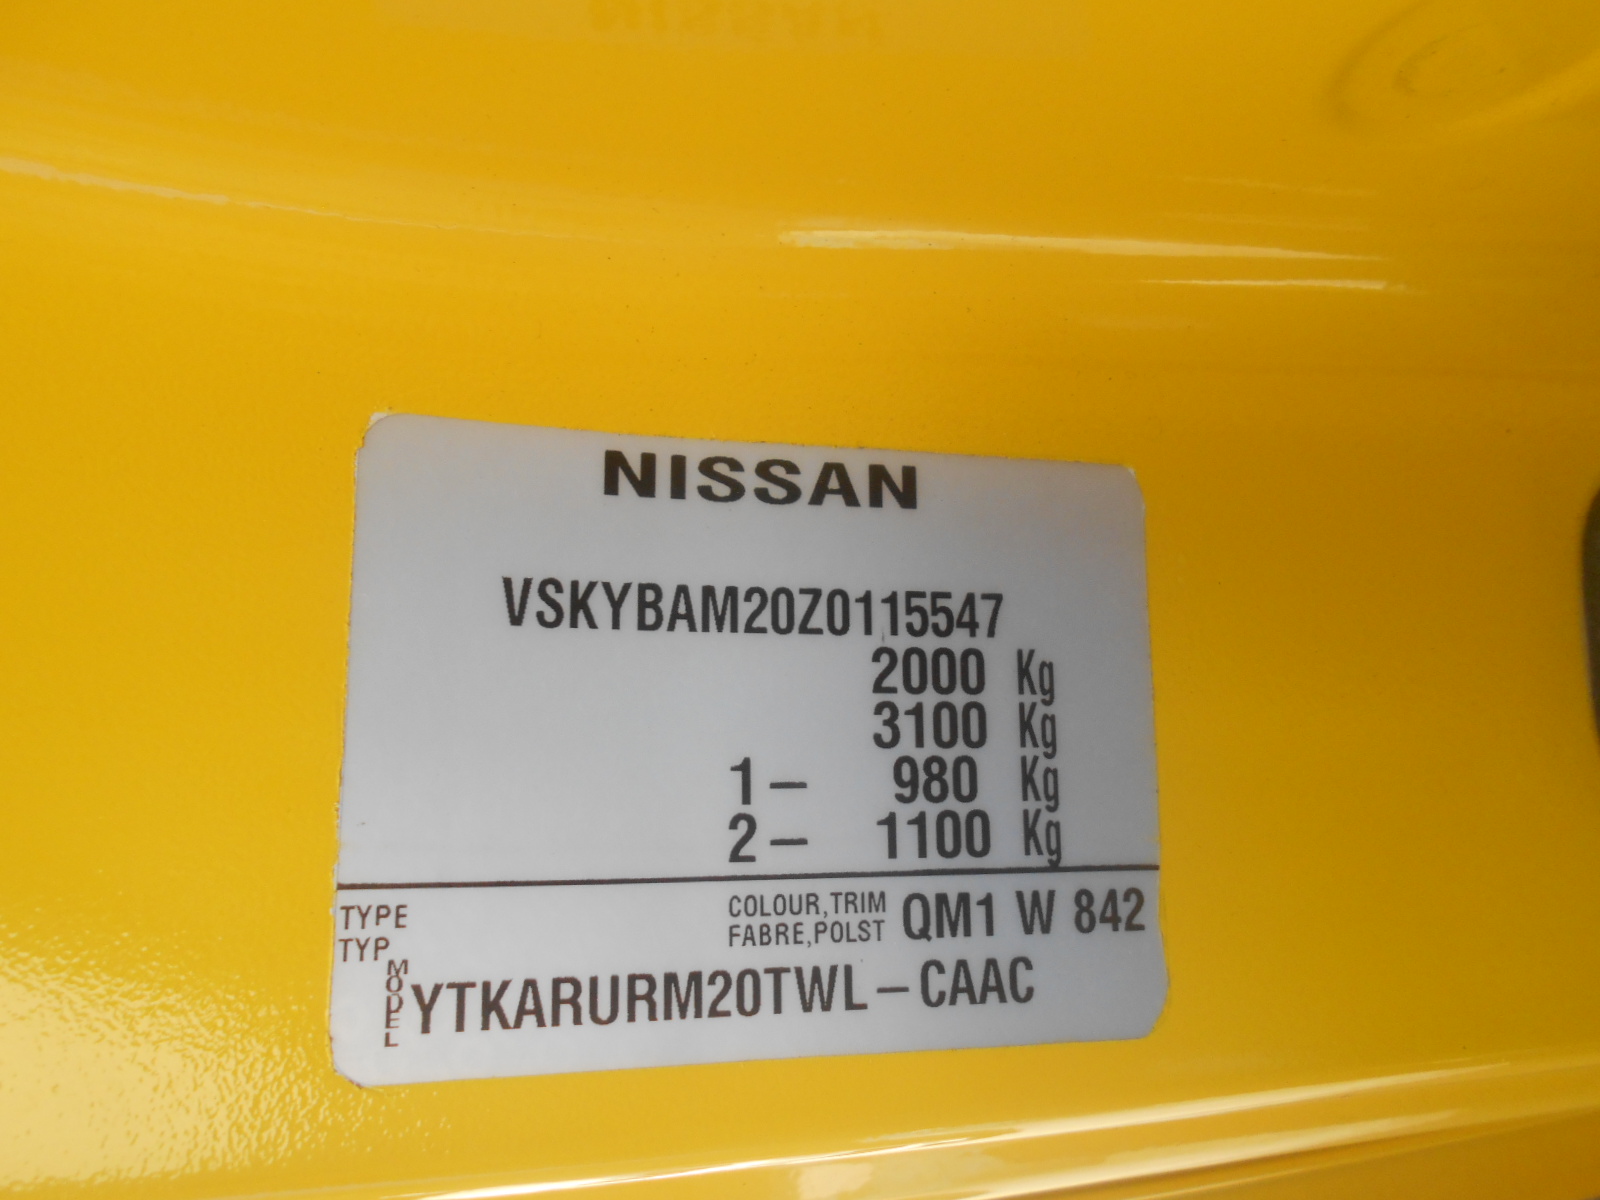 NISSAN
VSKYBAM20Z0115547
2000 Kg
3100 Kg
1– 980 Kg
2– 1100 Kg
TYPE
TYP
COLOUR,TRIM
FABRE,POLST
QM1 W 842
MODEL
YTKARURM20TWL–CAAC